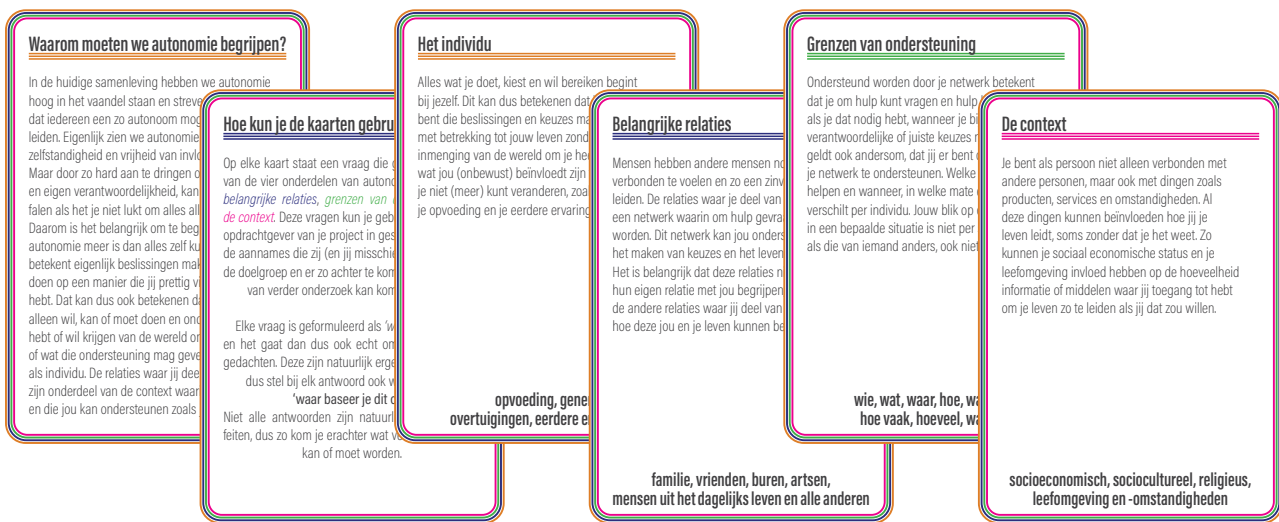 Waarom moeten we autonomie begrijpen?
In de huidige samenleving hebben we autonomie
hoog in het vaandel staan en streve
dat iedereen een zo autonoom mog
leiden. Eigenlijk zien we autonomie
zelfstandigheid en vrijheid van invl
Maar door zo hard aan te dringen o
en eigen verantwoordelijkheid, kan
falen als het je niet lukt om alles all
Daarom is het belangrijk om te beg
autonomie meer is dan alles zelf ku
betekent eigenlijk beslissingen mak
doen op een manier die jij prettig vi
hebt. Dat kan dus ook betekenen da
alleen wil, kan of moet doen en ond
hebt of wil krijgen van de wereld om
of wat die ondersteuning mag geve
als individu. De relaties waar jij dee
zijn onderdeel van de context waar
en die jou kan ondersteunen zoals
Hoe kun je de kaarten gebru
Op elke kaart staat een vraag die g
van de vier onderdelen van autono
belangrijke relaties, grenzen van
de context. Deze vragen kun je geb
opdrachtgever van je project in ges
de aannames die zij (en jij misschie
de doelgroep en er zo achter te kom
van verder onderzoek kan kom
Elke vraag is geformuleerd als 'w
en het gaat dan dus ook echt om
gedachten. Deze zijn natuurlijk erge
dus stel bij elk antwoord ook w
'waar baseer je dit o
Niet alle antwoorden zijn natuurl
feiten, dus zo kom je erachter wat ve
kan of moet worden.
Het individu
Alles wat je doet, kiest en wil bereiken begint
bij jezelf. Dit kan dus betekenen dat
bent die beslissingen en keuzes ma
met betrekking tot jouw leven zond
inmenging van de wereld om je hee
wat jou (onbewust) beïnvloedt zijn
je niet (meer) kunt veranderen, zoa
je opvoeding en je eerdere ervaring
opvoeding, gene
overtuigingen, eerdere e
Belangrijke relaties
Mensen hebben andere mensen no
verbonden te voelen en zo een zinv
leiden. De relaties waar je deel van
een netwerk waarin om hulp gevra
worden. Dit netwerk kan jou onders
het maken van keuzes en het leven
Het is belangrijk dat deze relaties n
hun eigen relatie met jou begrijpen
de andere relaties waar jij deel van
hoe deze jou en je leven kunnen be
familie, vrienden, buren, artsen,
mensen uit het dagelijks leven en alle anderen
Grenzen van ondersteuning
Ondersteund worden door je netwerk betekent
dat je om hulp kunt vragen en hulp
als je dat nodig hebt, wanneer je bi
verantwoordelijke of juiste keuzes
geldt ook andersom, dat jij er bent
je netwerk te ondersteunen. Welke
helpen en wanneer, in welke mate
verschilt per individu. Jouw blik op
in een bepaalde situatie is niet per
als die van iemand anders, ook niet
wie, wat, waar, hoe, wa
hoe vaak, hoeveel, wa
De context
Je bent als persoon niet alleen verbonden met
andere personen, maar ook met dingen zoals
producten, services en omstandigheden. Al
deze dingen kunnen beïnvloeden hoe jij je
leven leidt, soms zonder dat je het weet. Zo
kunnen je sociaal economische status en je
leefomgeving invloed hebben op de hoeveelheid
informatie of middelen waar jij toegang tot hebt
om je leven zo te leiden als jij dat zou willen.
socioeconomisch, sociocultureel, religieus,
leefomgeving en -omstandigheden